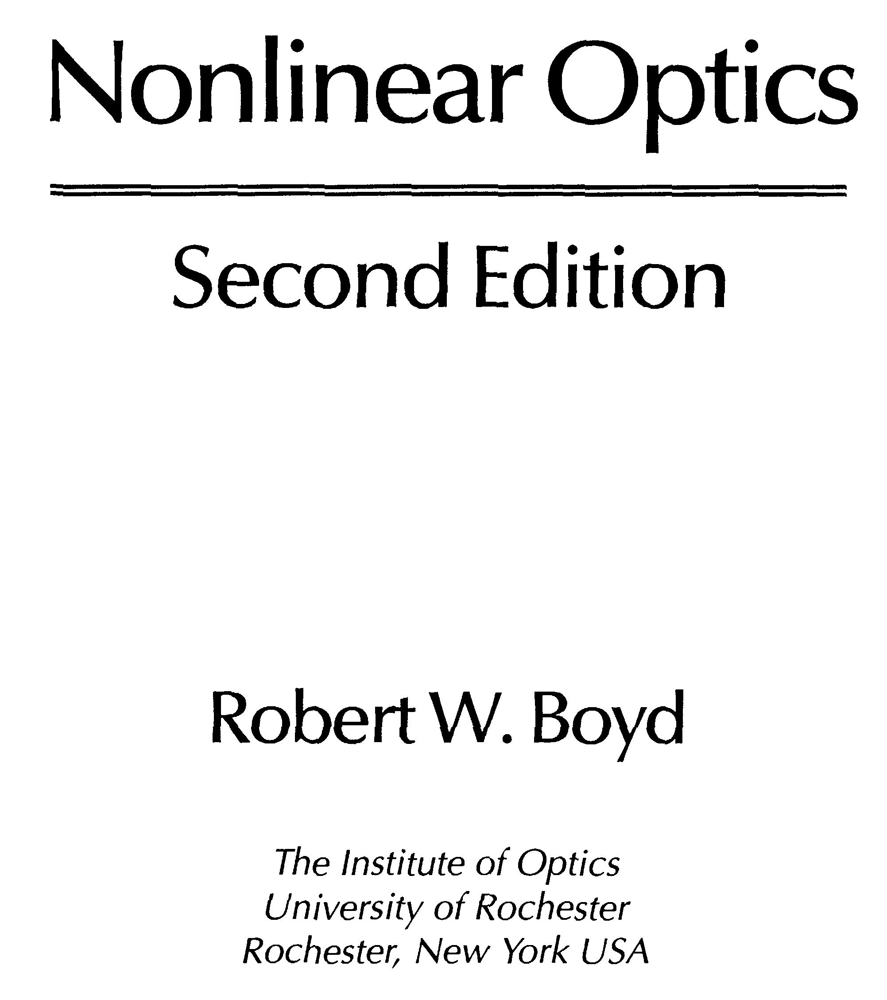 Nonlinear Optics
Second Edition
Robert W. Boyd
The Institute of Optics
University of Rochester
Rochester, New York USA